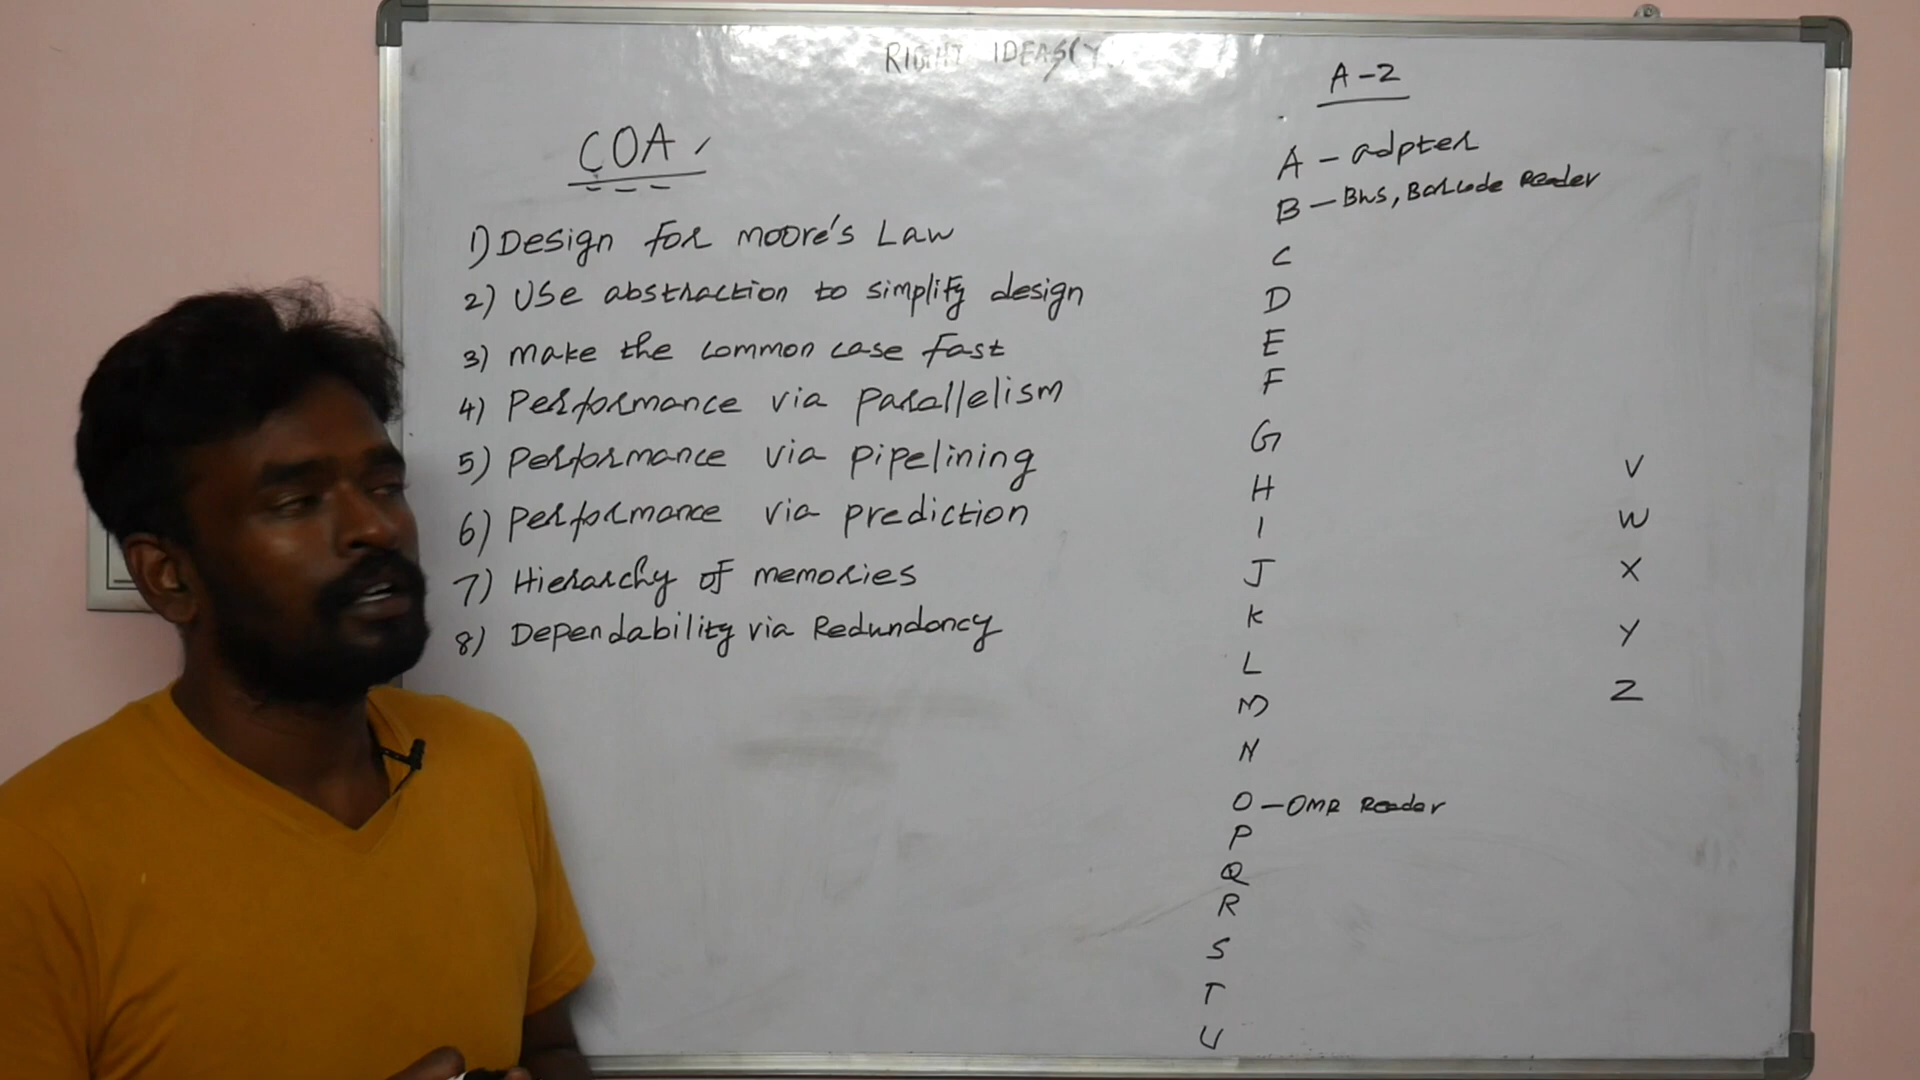 RIGHT IDEAS(Y)
COA
1) Design for moore's Law
2) Use abstraction to simplify design
3) make the common case fast
4) Performance via parallelism
5) Performance via pipelining
6) Performance via prediction
7) Hierarchy of memories
8) Dependability via Redundancy
A-Z
A - adpter
B - Bus, Barcode Reader
C
D
E
F
G
H
I
J
K
L
M
N
O - OMR Reader
P
Q
R
S
T
U
V
W
X
Y
Z